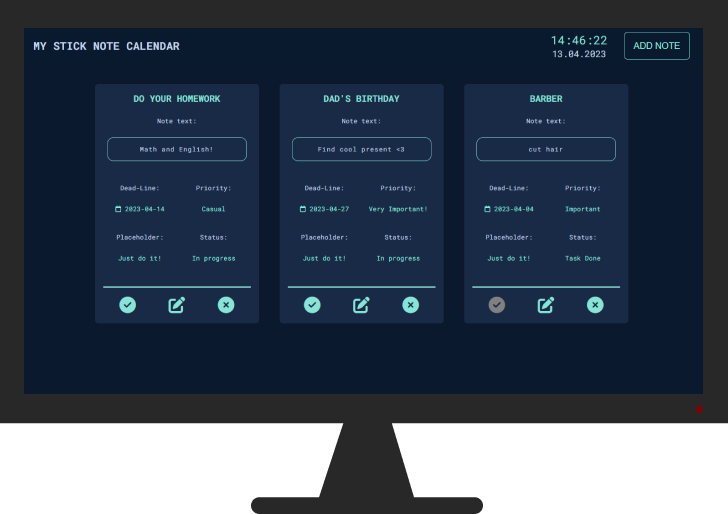 MY STICK NOTE CALENDAR
14:46:22
13.04.2023
ADD NOTE
DO YOUR HOMEWORK
Note text:
Math and English!
Dead-Line: Priority:
2023-04-14 Casual
Placeholder: Status:
Just do it! In progress
DAD'S BIRTHDAY
Note text:
Find cool present <3
Dead-Line: Priority:
2023-04-27 Very Important!
Placeholder: Status:
Just do it! In progress
BARBER
Note text:
cut hair
Dead-Line: Priority:
2023-04-04 Important
Placeholder: Status:
Just do it! Task Done